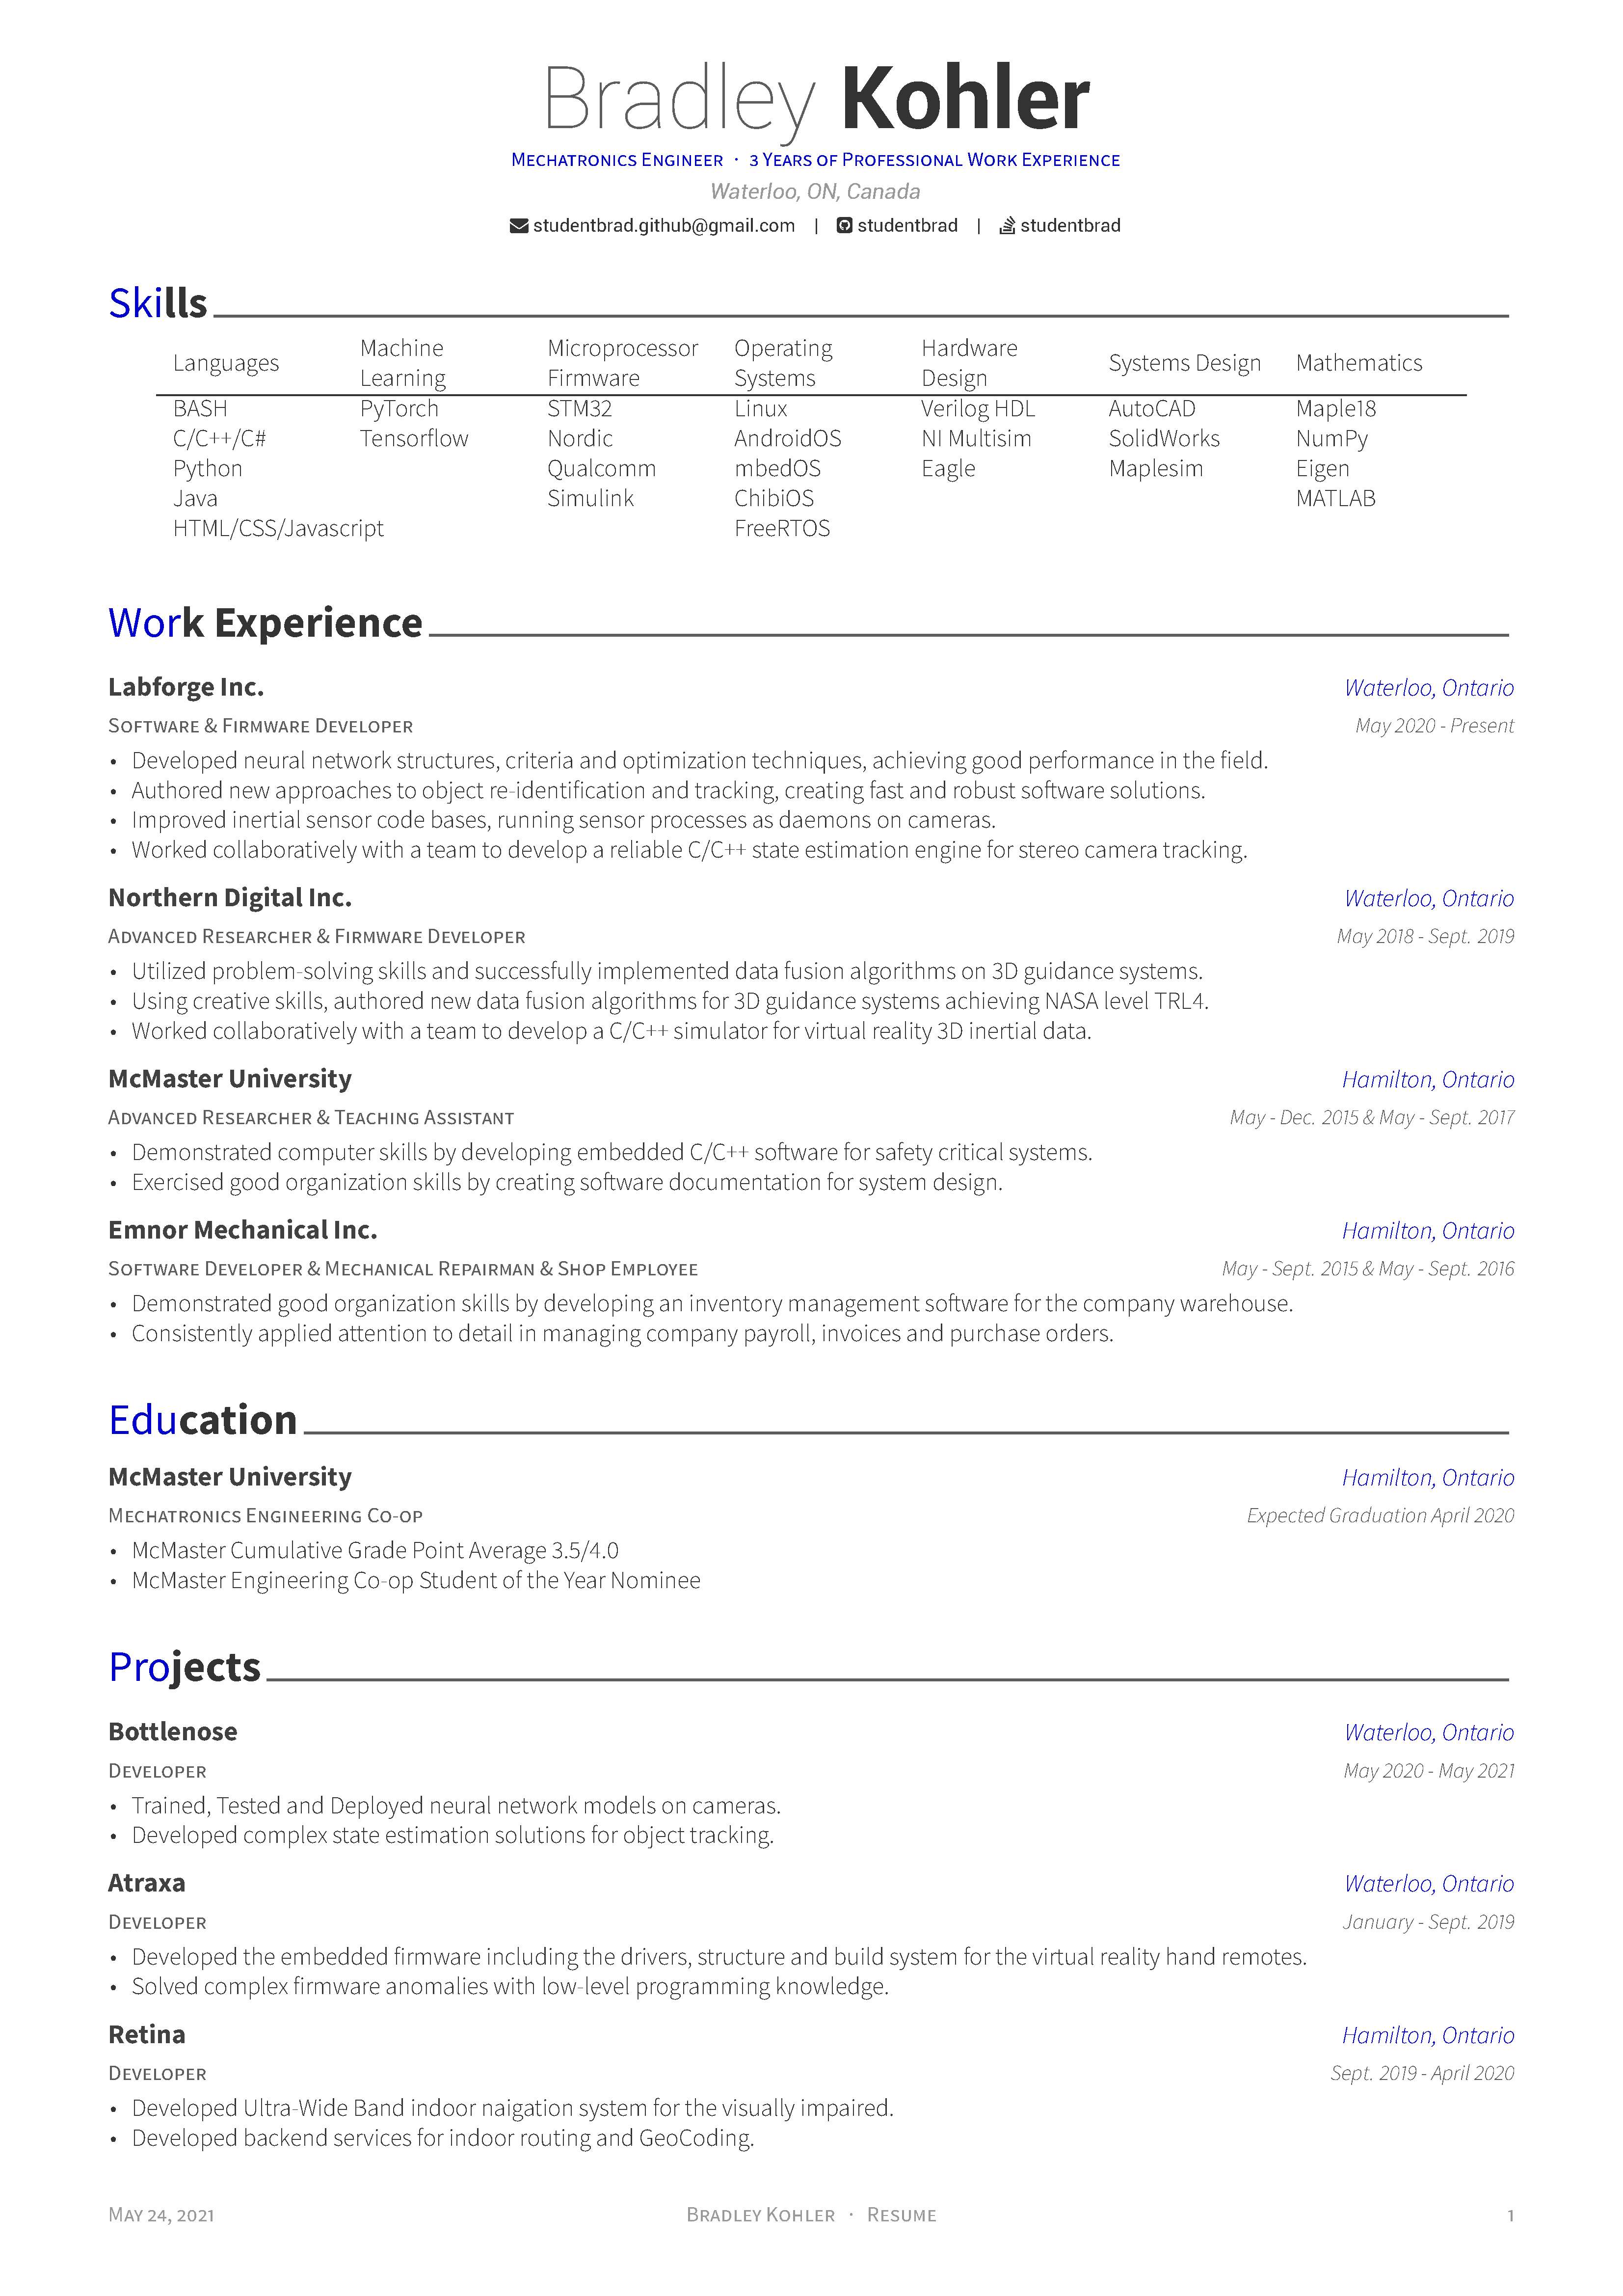 Bradley Kohler
Mechatronics Engineer · 3 Years of Professional Work Experience
Waterloo, ON, Canada
studentbrad.github@gmail.com | studentbrad | studentbrad
Skills
Languages Machine Learning Microprocessor Firmware Operating Systems Hardware Design Systems Design Mathematics
BASH PyTorch STM32 Linux Verilog HDL AutoCAD Maple18
C/C++/C# Tensorflow Nordic AndroidOS NI Multisim SolidWorks NumPy
Python Qualcomm mbedOS Eagle Maplesim Eigen
Java Simulink ChibiOS MATLAB
HTML/CSS/Javascript FreeRTOS
Work Experience
Labforge Inc. Waterloo, Ontario
Software & Firmware Developer May 2020 - Present
• Developed neural network structures, criteria and optimization techniques, achieving good performance in the field.
• Authored new approaches to object re-identification and tracking, creating fast and robust software solutions.
• Improved inertial sensor code bases, running sensor processes as daemons on cameras.
• Worked collaboratively with a team to develop a reliable C/C++ state estimation engine for stereo camera tracking.
Northern Digital Inc. Waterloo, Ontario
Advanced Researcher & Firmware Developer May 2018 - Sept. 2019
• Utilized problem-solving skills and successfully implemented data fusion algorithms on 3D guidance systems.
• Using creative skills, authored new data fusion algorithms for 3D guidance systems achieving NASA level TRL4.
• Worked collaboratively with a team to develop a C/C++ simulator for virtual reality 3D inertial data.
McMaster University Hamilton, Ontario
Advanced Researcher & Teaching Assistant May - Dec. 2015 & May - Sept. 2017
• Demonstrated computer skills by developing embedded C/C++ software for safety critical systems.
• Exercised good organization skills by creating software documentation for system design.
Emnor Mechanical Inc. Hamilton, Ontario
Software Developer & Mechanical Repairman & Shop Employee May - Sept. 2015 & May - Sept. 2016
• Demonstrated good organization skills by developing an inventory management software for the company warehouse.
• Consistently applied attention to detail in managing company payroll, invoices and purchase orders.
Education
McMaster University Hamilton, Ontario
Mechatronics Engineering Co-op Expected Graduation April 2020
• McMaster Cumulative Grade Point Average 3.5/4.0
• McMaster Engineering Co-op Student of the Year Nominee
Projects
Bottlenose Waterloo, Ontario
Developer May 2020 - May 2021
• Trained, Tested and Deployed neural network models on cameras.
• Developed complex state estimation solutions for object tracking.
Atraxa Waterloo, Ontario
Developer January - Sept. 2019
• Developed the embedded firmware including the drivers, structure and build system for the virtual reality hand remotes.
• Solved complex firmware anomalies with low-level programming knowledge.
Retina Hamilton, Ontario
Developer Sept. 2019 - April 2020
• Developed Ultra-Wide Band indoor naigation system for the visually impaired.
• Developed backend services for indoor routing and GeoCoding.
May 24, 2021 Bradley Kohler · Resume 1